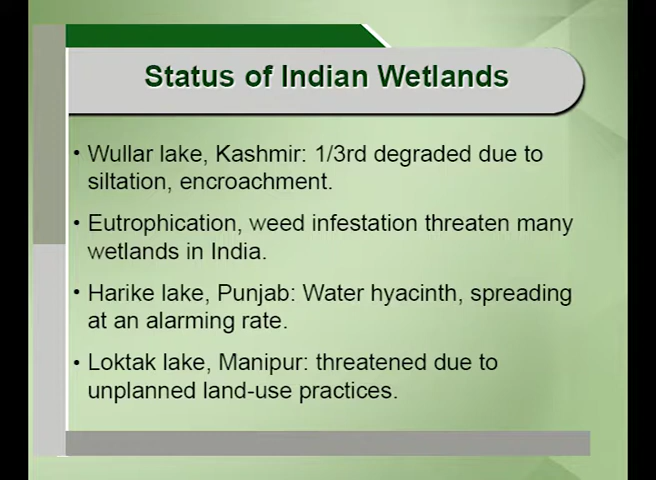 Status of Indian Wetlands
• Wullar lake, Kashmir: 1/3rd degraded due to
siltation, encroachment.
• Eutrophication, weed infestation threaten many
wetlands in India.
• Harike lake, Punjab: Water hyacinth, spreading
at an alarming rate.
• Loktak lake, Manipur: threatened due to
unplanned land-use practices.